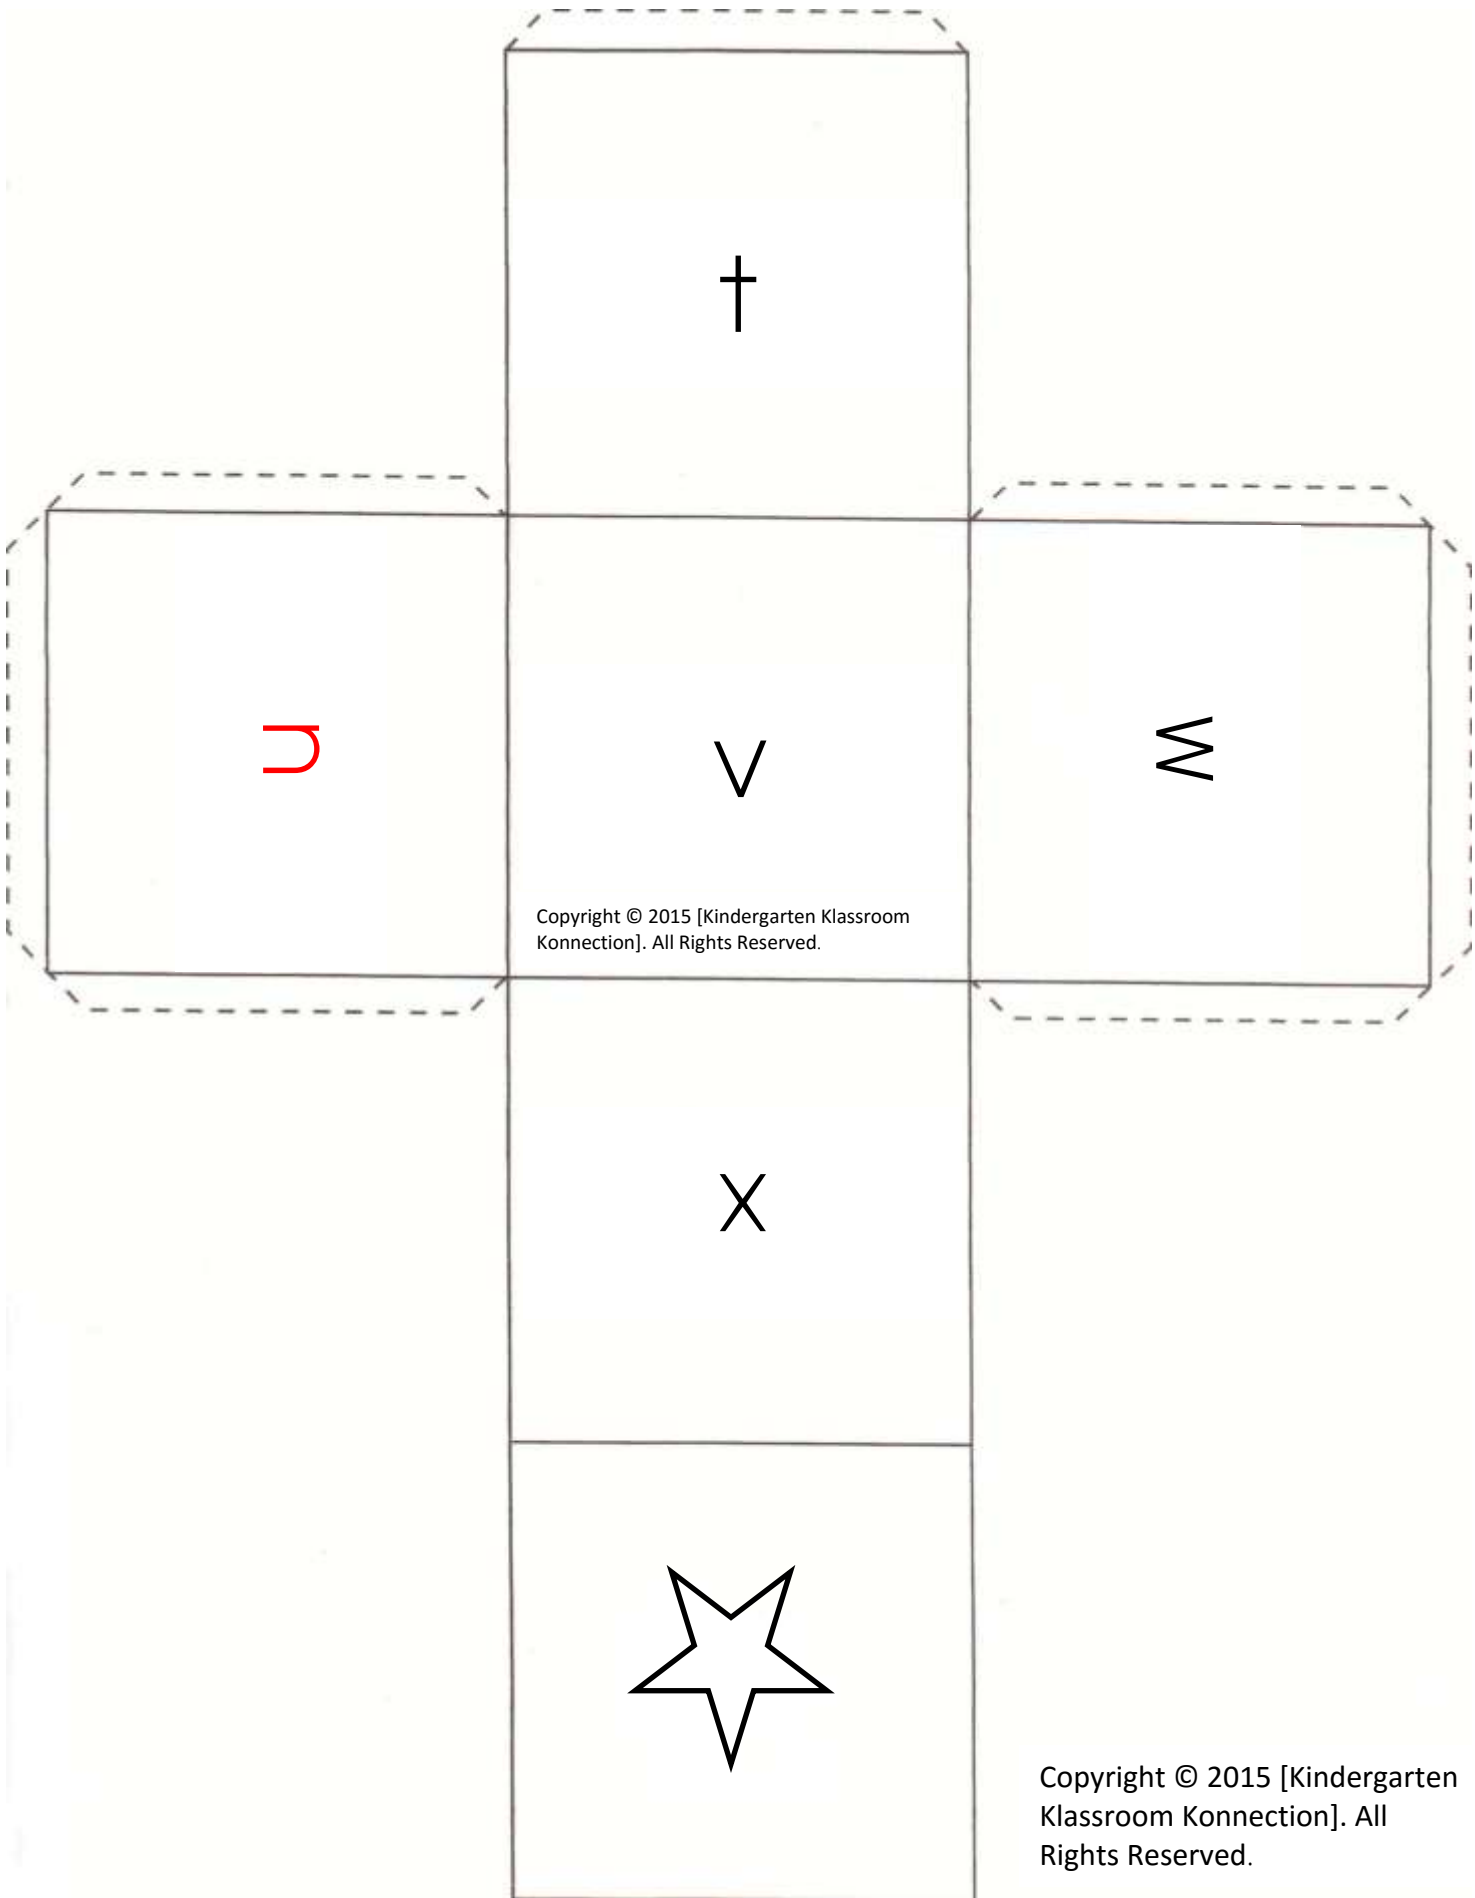 t
u
v
w
Copyright © 2015 [Kindergarten Klassroom
Konnection]. All Rights Reserved.
x
Copyright © 2015 [Kindergarten
Klassroom Konnection]. All
Rights Reserved.